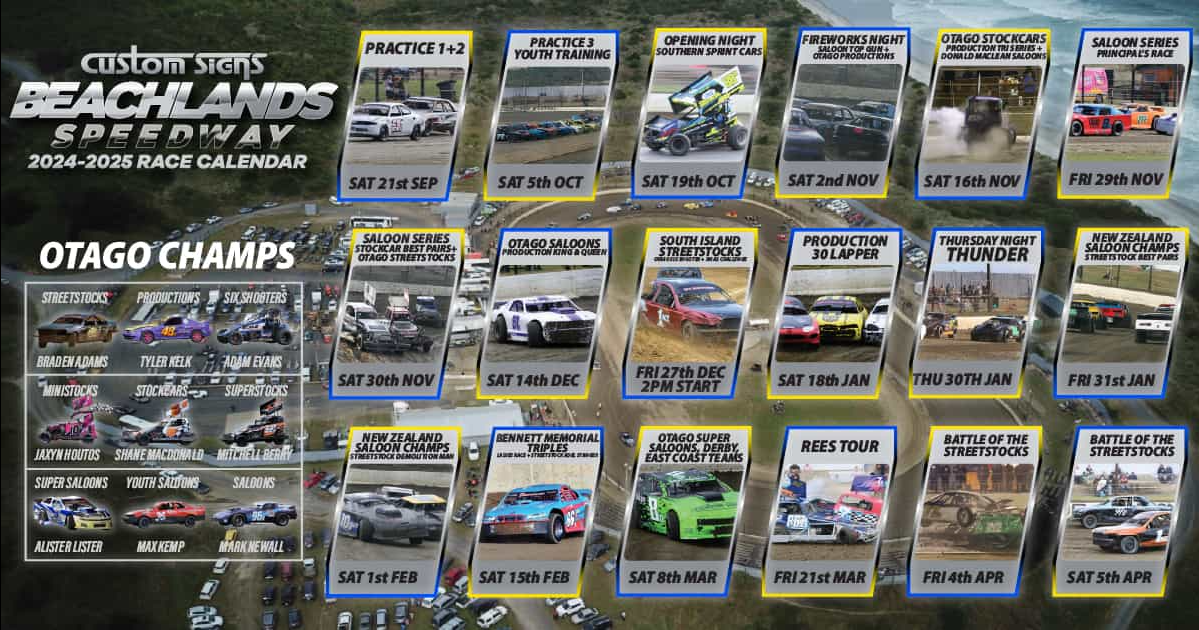 Custom Signs
BEACHLANDS
SPEEDWAY
2024-2025 RACE CALENDAR
PRACTICE 1+2
SAT 21st SEP
PRACTICE 3
YOUTH TRAINING
SAT 5th OCT
OPENING NIGHT
SOUTHERN SPRINT CARS
SAT 19th OCT
FIREWORKS NIGHT
SALOON TOP GUN +
OTAGO PRODUCTIONS
SAT 2nd NOV
OTAGO STOCKCARS
PRODUCTION TRI SERIES +
DONALD MACLEAN SALOONS
SAT 16th NOV
SALOON SERIES
PRINCIPAL'S RACE
FRI 29th NOV
OTAGO CHAMPS
STREETSTOCKS
PRODUCTIONS
SIX SHOOTERS
BRADEN ADAMS
TYLER KELK
ADAM EVANS
MINISTOCKS
STOCKCARS
SUPERSTOCKS
JAXYN HOUTOS
SHANE MACDONALD
MITCHELL BERRY
SUPER SALOONS
YOUTH SALOONS
SALOONS
ALISTER LISTER
MAX KEMP
MARK NEWALL
SALOON SERIES
STOCKCAR BEST PAIRS+
OTAGO STREETSTOCKS
SAT 30th NOV
OTAGO SALOONS
PRODUCTION KING & QUEEN
SAT 14th DEC
SOUTH ISLAND
STREETSTOCKS
FRI 27th DEC
2PM START
PRODUCTION
30 LAPPER
SAT 18th JAN
THURSDAY NIGHT
THUNDER
THU 30TH JAN
NEW ZEALAND
SALOON CHAMPS
STREETSTOCK BEST PAIRS
FRI 31st JAN
NEW ZEALAND
SALOON CHAMPS
STREETSTOCK DEMOLITION MAN
SAT 1st FEB
BENNETT MEMORIAL
TRIPLES
SAT 15th FEB
OTAGO SUPER
SALOONS, DERBY,
EAST COAST TEAMS
SAT 8th MAR
REES TOUR
FRI 21st MAR
BATTLE OF THE
STREETSTOCKS
FRI 4th APR
BATTLE OF THE
STREETSTOCKS
SAT 5th APR